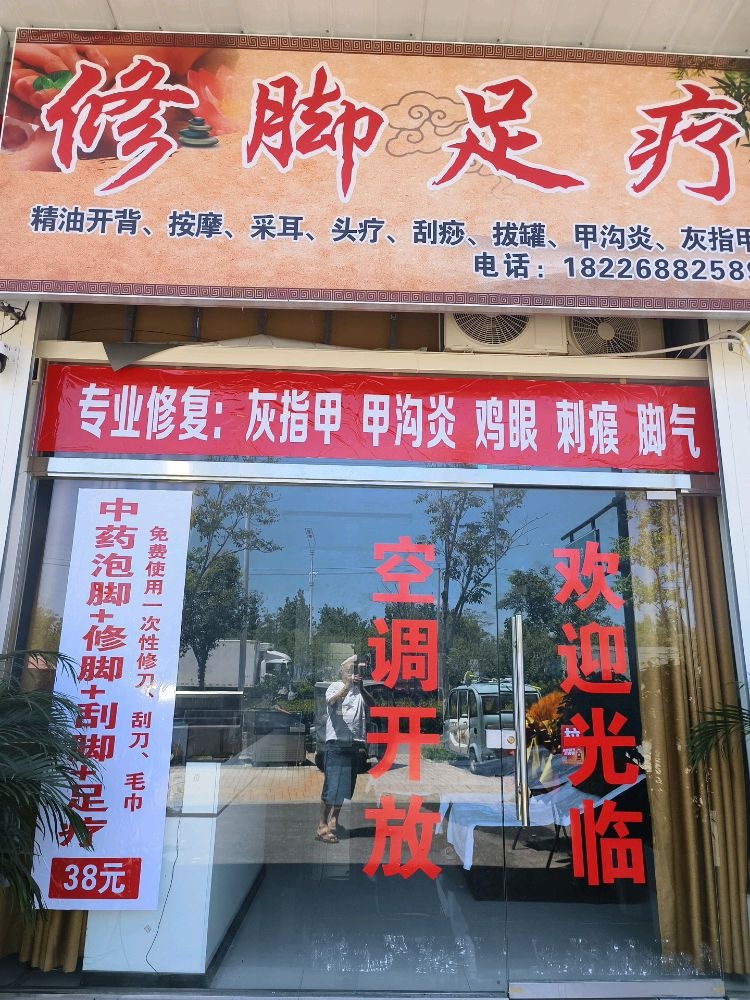 修脚足疗
精油开背、按摩、采耳、头疗、刮痧、拔罐、甲沟炎、灰指甲
电话：18226882589
专业修复：灰指甲 甲沟炎 鸡眼 刺瘊 脚气
免费使用一次性修刀、刮刀、毛巾
中药泡脚+修脚+刮脚+足疗
38元
空调开放
欢迎光临
拉